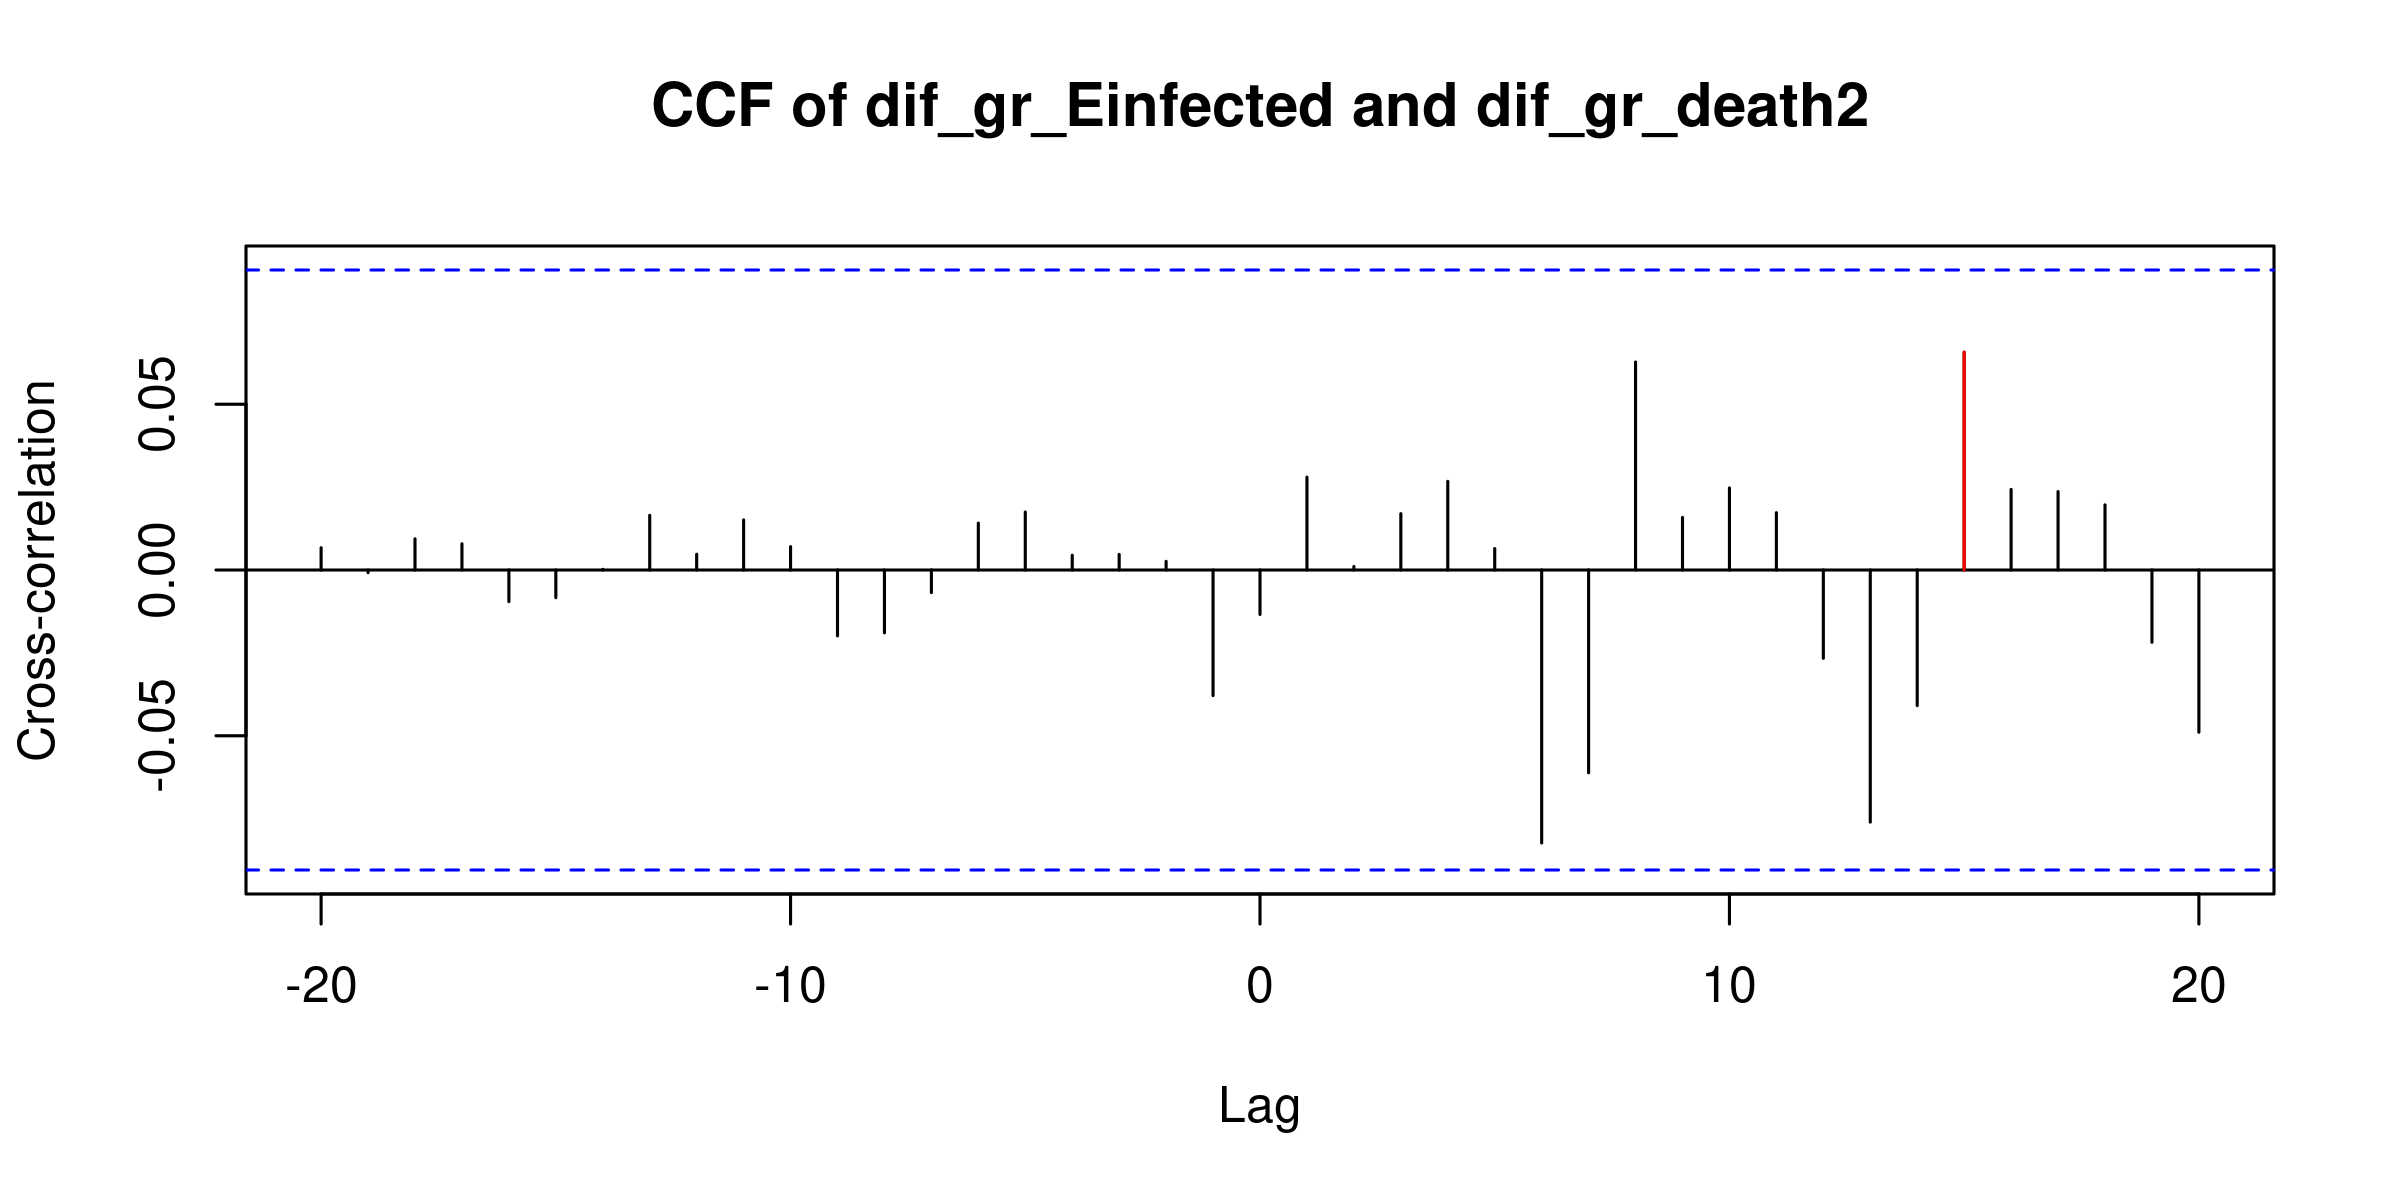 CCF of dif_gr_Einfected and dif_gr_death2
Cross-correlation
0.05
0.00
-0.05
-20 -10 0 10 20
Lag